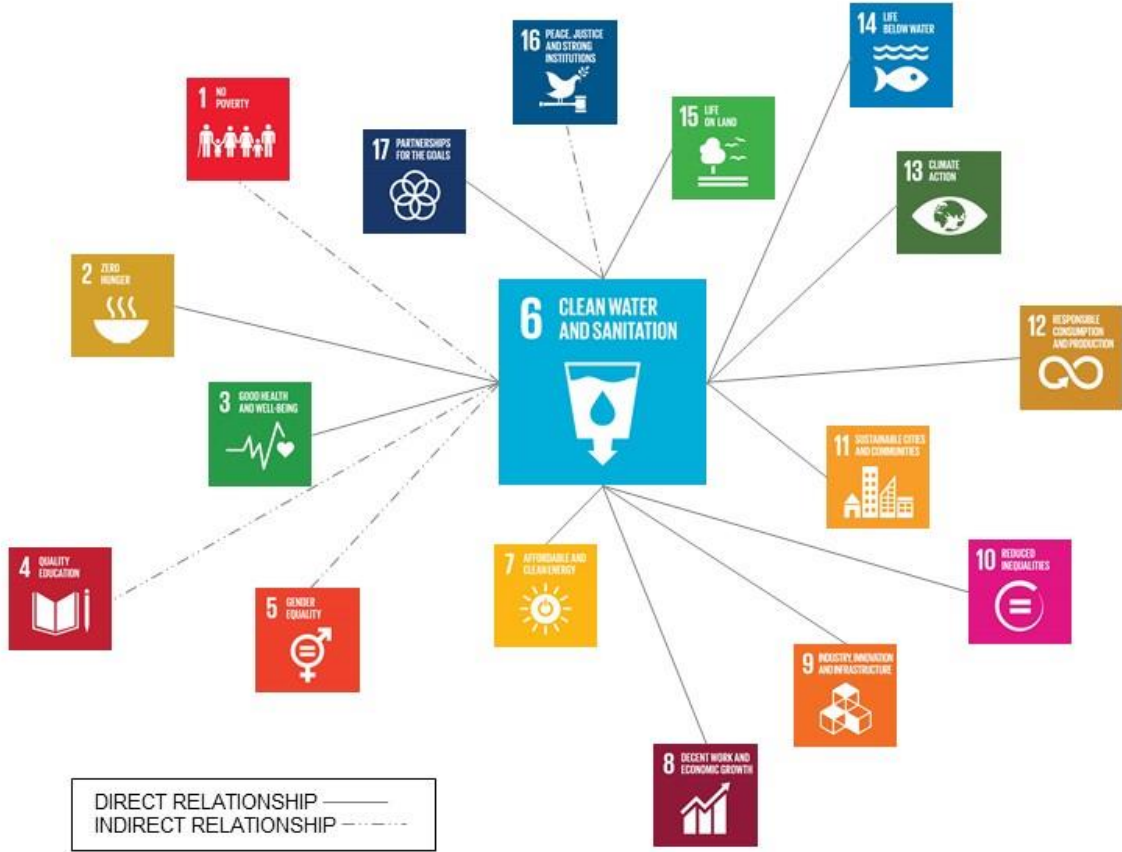 16 PEACE, JUSTICE
AND STRONG
INSTITUTIONS
14 LIFE
BELOW WATER
1 NO
POVERTY
15 LIFE
ON LAND
17 PARTNERSHIPS
FOR THE GOALS
13 CLIMATE
ACTION
2 ZERO
HUNGER
6 CLEAN WATER
AND SANITATION
12 RESPONSIBLE
CONSUMPTION
AND PRODUCTION
3 GOOD HEALTH
AND WELL-BEING
11 SUSTAINABLE CITIES
AND COMMUNITIES
4 QUALITY
EDUCATION
7 AFFORDABLE AND
CLEAN ENERGY
10 REDUCED
INEQUALITIES
5 GENDER
EQUALITY
9 INDUSTRY, INNOVATION
AND INFRASTRUCTURE
8 DECENT WORK AND
ECONOMIC GROWTH
DIRECT RELATIONSHIP
INDIRECT RELATIONSHIP